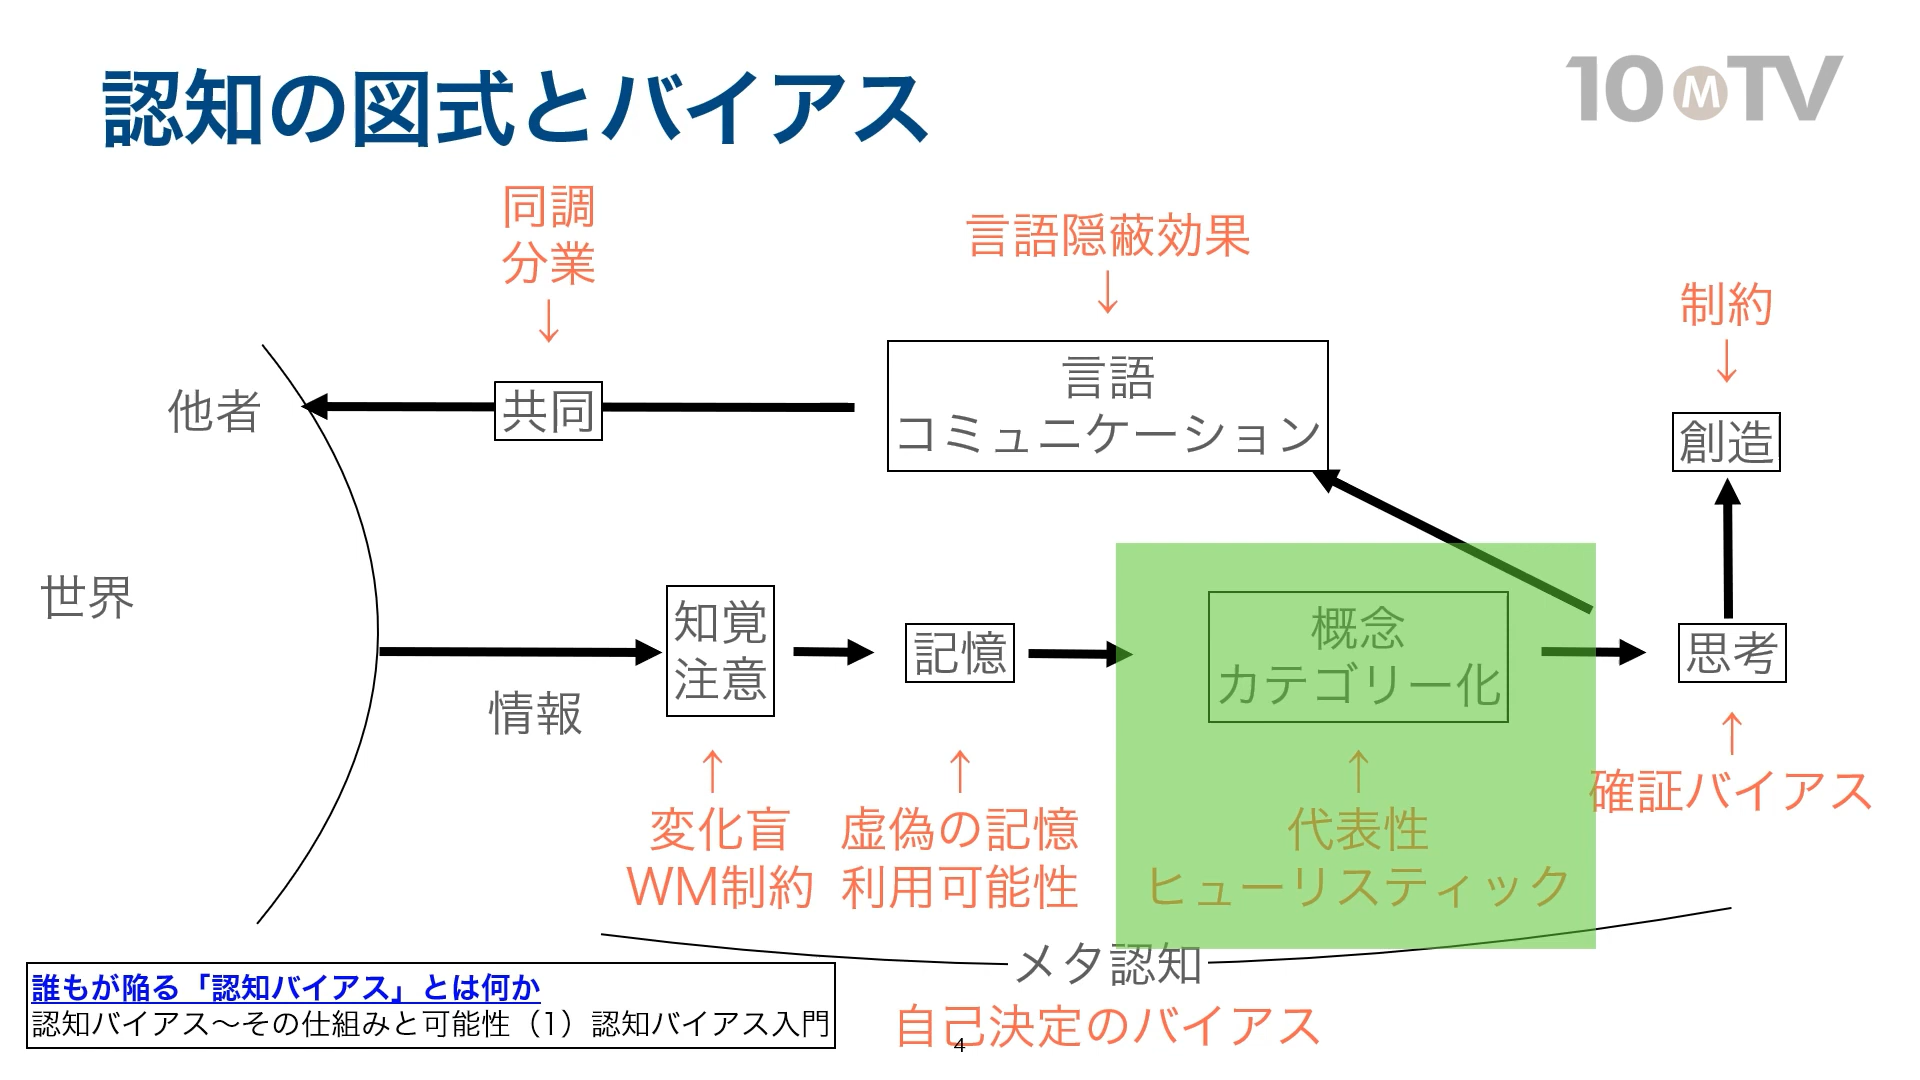 認知の図式とバイアス
10MTV
同調
分業
↓
言語隠蔽効果
↓
制約
↓
他者
共同
言語
コミュニケーション
創造
世界
情報
知覚
注意
記憶
概念
カテゴリー化
思考
↑
変化盲
WM制約
↑
虚偽の記憶
利用可能性
↑
代表性
ヒューリスティック
↑
確証バイアス
メタ認知
自己決定のバイアス
誰もが陥る「認知バイアス」とは何か
認知バイアス～その仕組みと可能性（1）認知バイアス入門
4